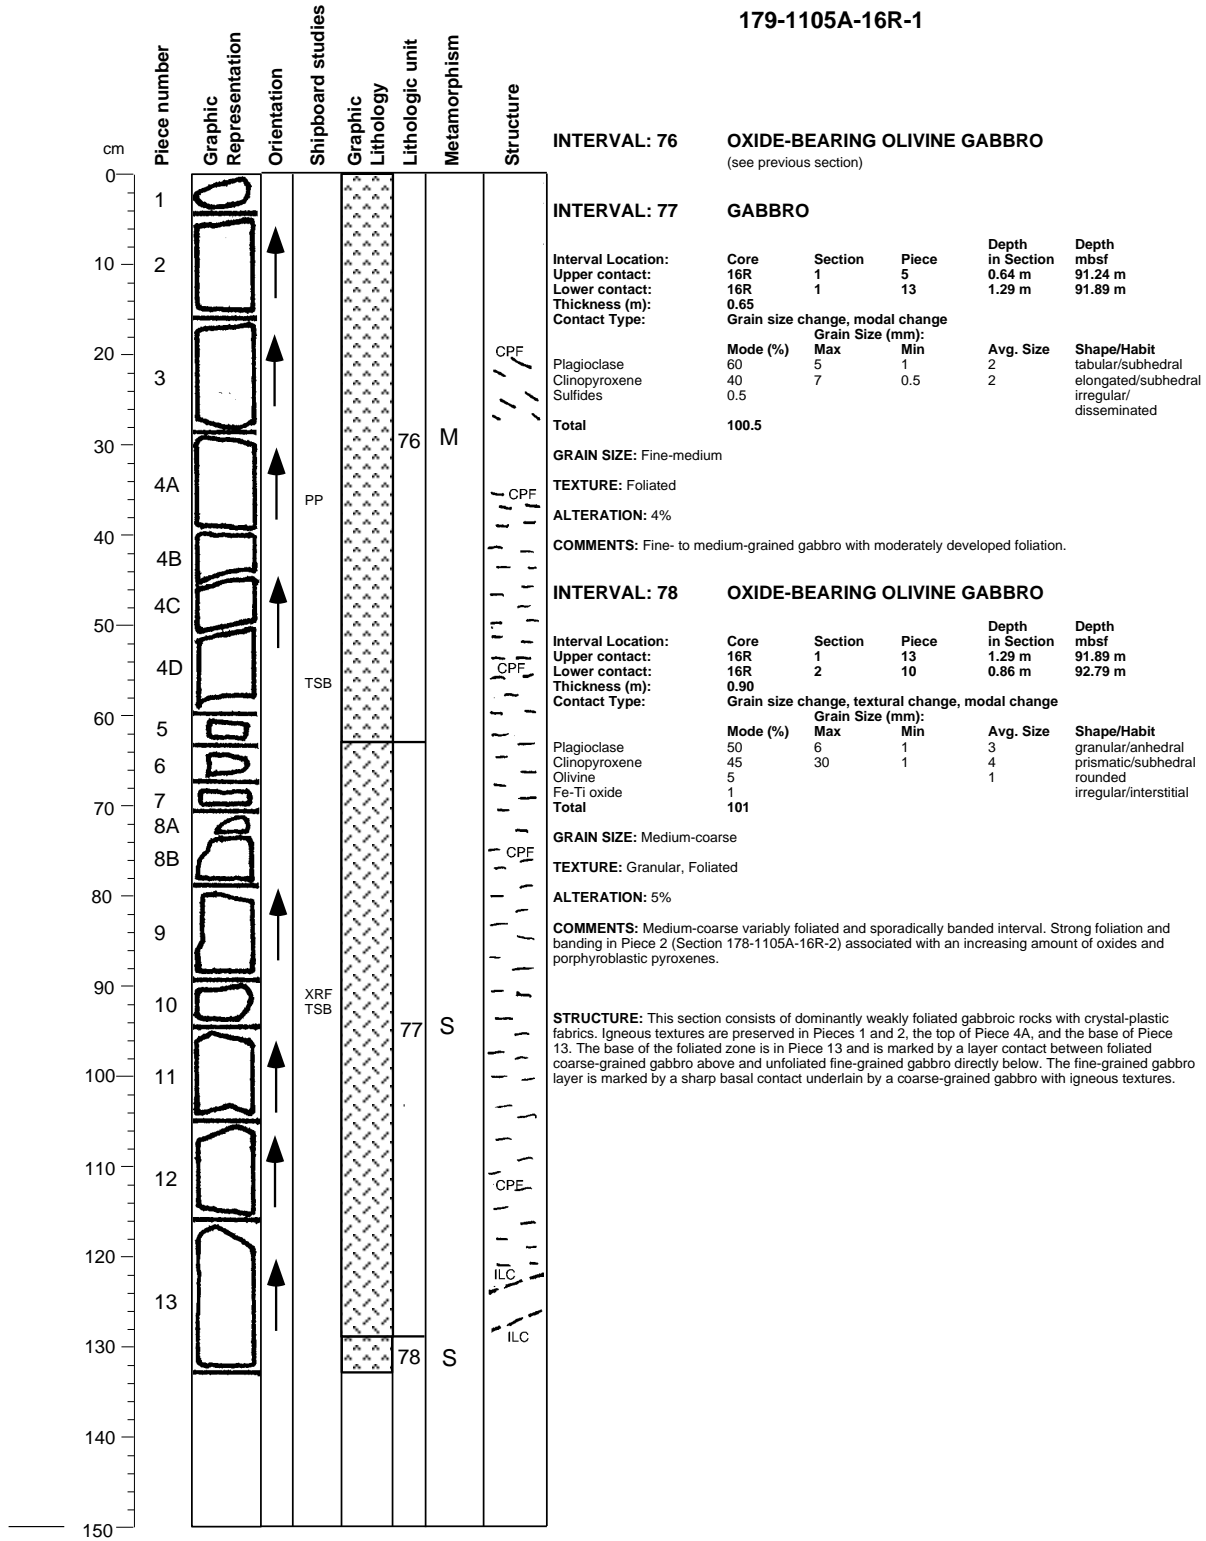 179-1105A-16R-1
Piece number
Graphic
Representation
Orientation
Shipboard studies
Graphic
Lithology
Lithologic unit
Metamorphism
Structure
cm
0
10
20
30
40
50
60
70
80
90
100
110
120
130
140
150
1
2
3
4A
4B
4C
4D
5
6
7
8A
8B
9
10
11
12
13
PP
TSB
XRF
TSB
76
77
78
M
S
S
CPF
CPF
CPF
CPF
CPF
ILC
ILC
INTERVAL: 76 OXIDE-BEARING OLIVINE GABBRO
(see previous section)
INTERVAL: 77 GABBRO
Depth Depth
Interval Location: Core Section Piece in Section mbsf
Upper contact: 16R 1 5 0.64 m 91.24 m
Lower contact: 16R 1 13 1.29 m 91.89 m
Thickness (m): 0.65
Contact Type: Grain size change, modal change
Grain Size (mm):
Mode (%) Max Min Avg. Size Shape/Habit
Plagioclase 60 5 1 2 tabular/subhedral
Clinopyroxene 40 7 0.5 2 elongated/subhedral
Sulfides 0.5 irregular/
disseminated
Total 100.5
GRAIN SIZE: Fine-medium
TEXTURE: Foliated
ALTERATION: 4%
COMMENTS: Fine- to medium-grained gabbro with moderately developed foliation.
INTERVAL: 78 OXIDE-BEARING OLIVINE GABBRO
Depth Depth
Interval Location: Core Section Piece in Section mbsf
Upper contact: 16R 1 13 1.29 m 91.89 m
Lower contact: 16R 2 10 0.86 m 92.79 m
Thickness (m): 0.90
Contact Type: Grain size change, textural change, modal change
Grain Size (mm):
Mode (%) Max Min Avg. Size Shape/Habit
Plagioclase 50 6 1 3 granular/anhedral
Clinopyroxene 45 30 1 4 prismatic/subhedral
Olivine 5 1 rounded
Fe-Ti oxide 1 irregular/interstitial
Total 101
GRAIN SIZE: Medium-coarse
TEXTURE: Granular, Foliated
ALTERATION: 5%
COMMENTS: Medium-coarse variably foliated and sporadically banded interval. Strong foliation and
banding in Piece 2 (Section 178-1105A-16R-2) associated with an increasing amount of oxides and
porphyroblastic pyroxenes.
STRUCTURE: This section consists of dominantly weakly foliated gabbroic rocks with crystal-plastic
fabrics. Igneous textures are preserved in Pieces 1 and 2, the top of Piece 4A, and the base of Piece
13. The base of the foliated zone is in Piece 13 and is marked by a layer contact between foliated
coarse-grained gabbro above and unfoliated fine-grained gabbro directly below. The fine-grained gabbro
layer is marked by a sharp basal contact underlain by a coarse-grained gabbro with igneous textures.